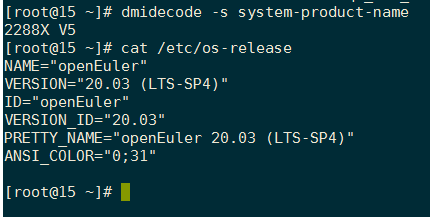 [root@15 ~]# dmidecode -s system-product-name
2288X V5
[root@15 ~]# cat /etc/os-release
NAME="openEuler"
VERSION="20.03 (LTS-SP4)"
ID="openEuler"
VERSION_ID="20.03"
PRETTY_NAME="openEuler 20.03 (LTS-SP4)"
ANSI_COLOR="0;31"
[root@15 ~]#